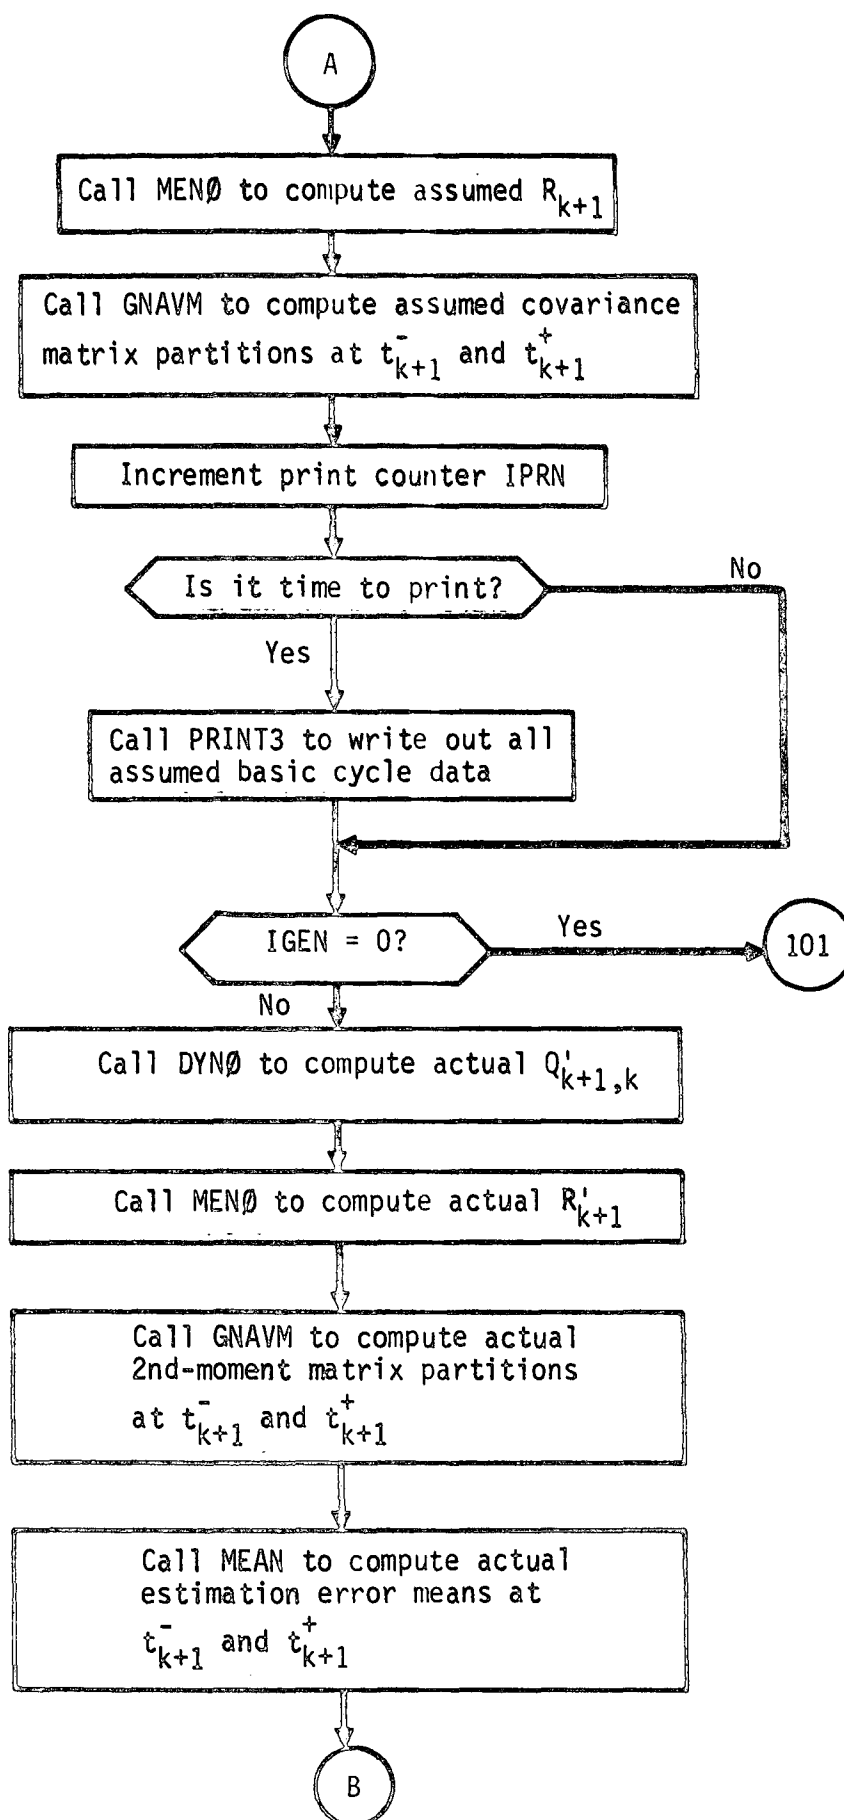 A
Call MENØ to compute assumed R_{k+1}
Call GNAVM to compute assumed covariance
matrix partitions at t^-_{k+1} and t^+_{k+1}
Increment print counter IPRN
Is it time to print?
No
Yes
Call PRINT3 to write out all
assumed basic cycle data
IGEN = 0?
Yes
101
No
Call DYNØ to compute actual Q'_{k+1,k}
Call MENØ to compute actual R'_{k+1}
Call GNAVM to compute actual
2nd-moment matrix partitions
at t^-_{k+1} and t^+_{k+1}
Call MEAN to compute actual
estimation error means at
t^-_{k+1} and t^+_{k+1}
B